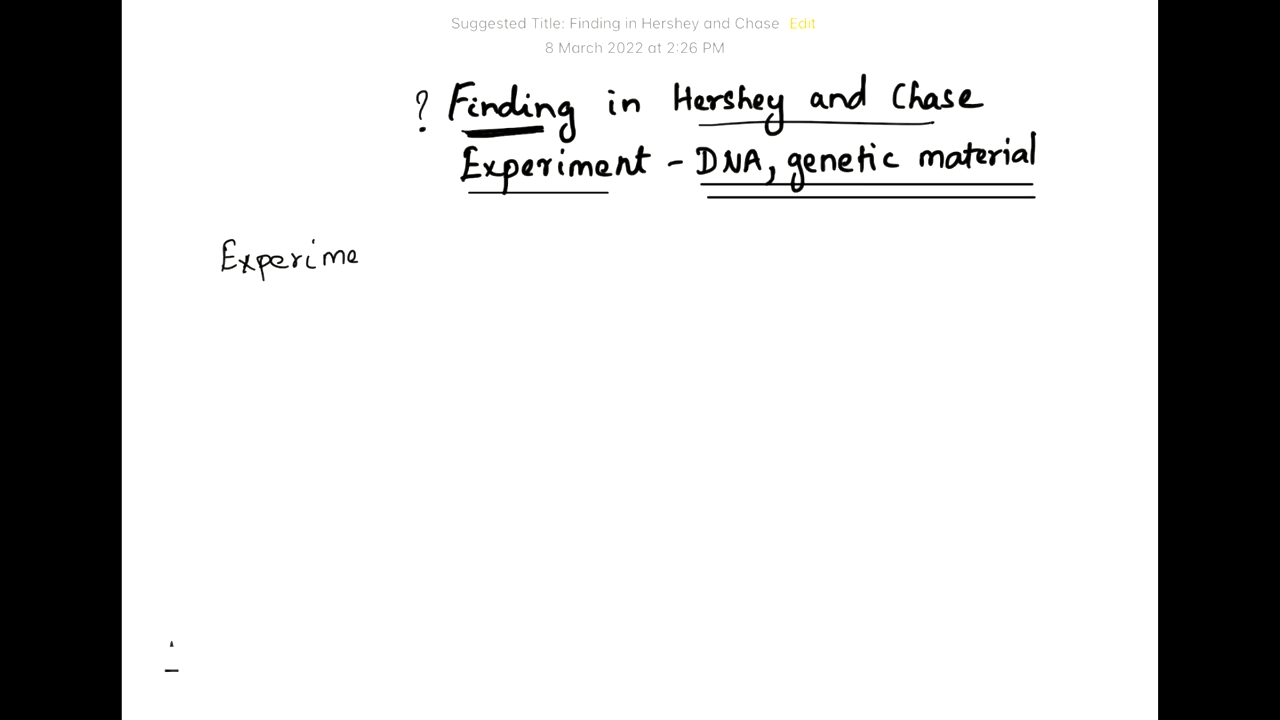 Suggested Title: Finding in Hershey and Chase Edit
8 March 2022 at 2:26 PM
? Finding in Hershey and Chase
Experiment - DNA, genetic material
Experime